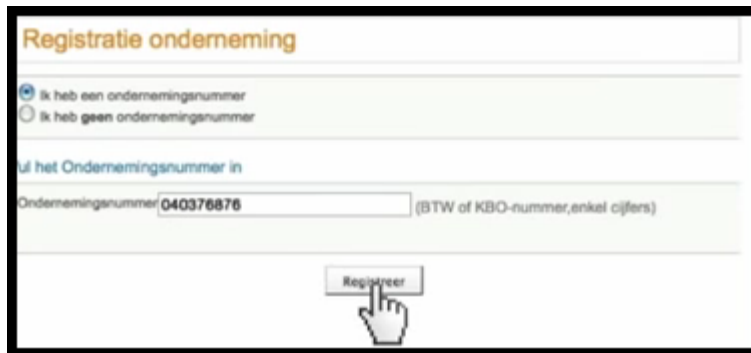 Registratie onderneming
Ik heb een ondernemingsnummer
Ik heb geen ondernemingsnummer
ul het Ondernemingsnummer in
Ondernemingsnummer 040376876 (BTW of KBO-nummer,enkel cijfers)
Registreer